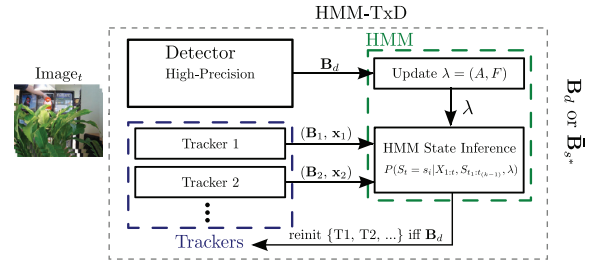 HMM-TxD
Image_t
Detector
High-Precision
B_d
HMM
Update λ = (A, F)
λ
Tracker 1
(B_1, x_1)
Tracker 2
(B_2, x_2)
HMM State Inference
P(S_t = s_i|X_{1:t}, S_{t_1:t_{(k-1)}}, λ)
Trackers
reinit {T1, T2, ...} iff B_d
B_d or B̄_{s*}